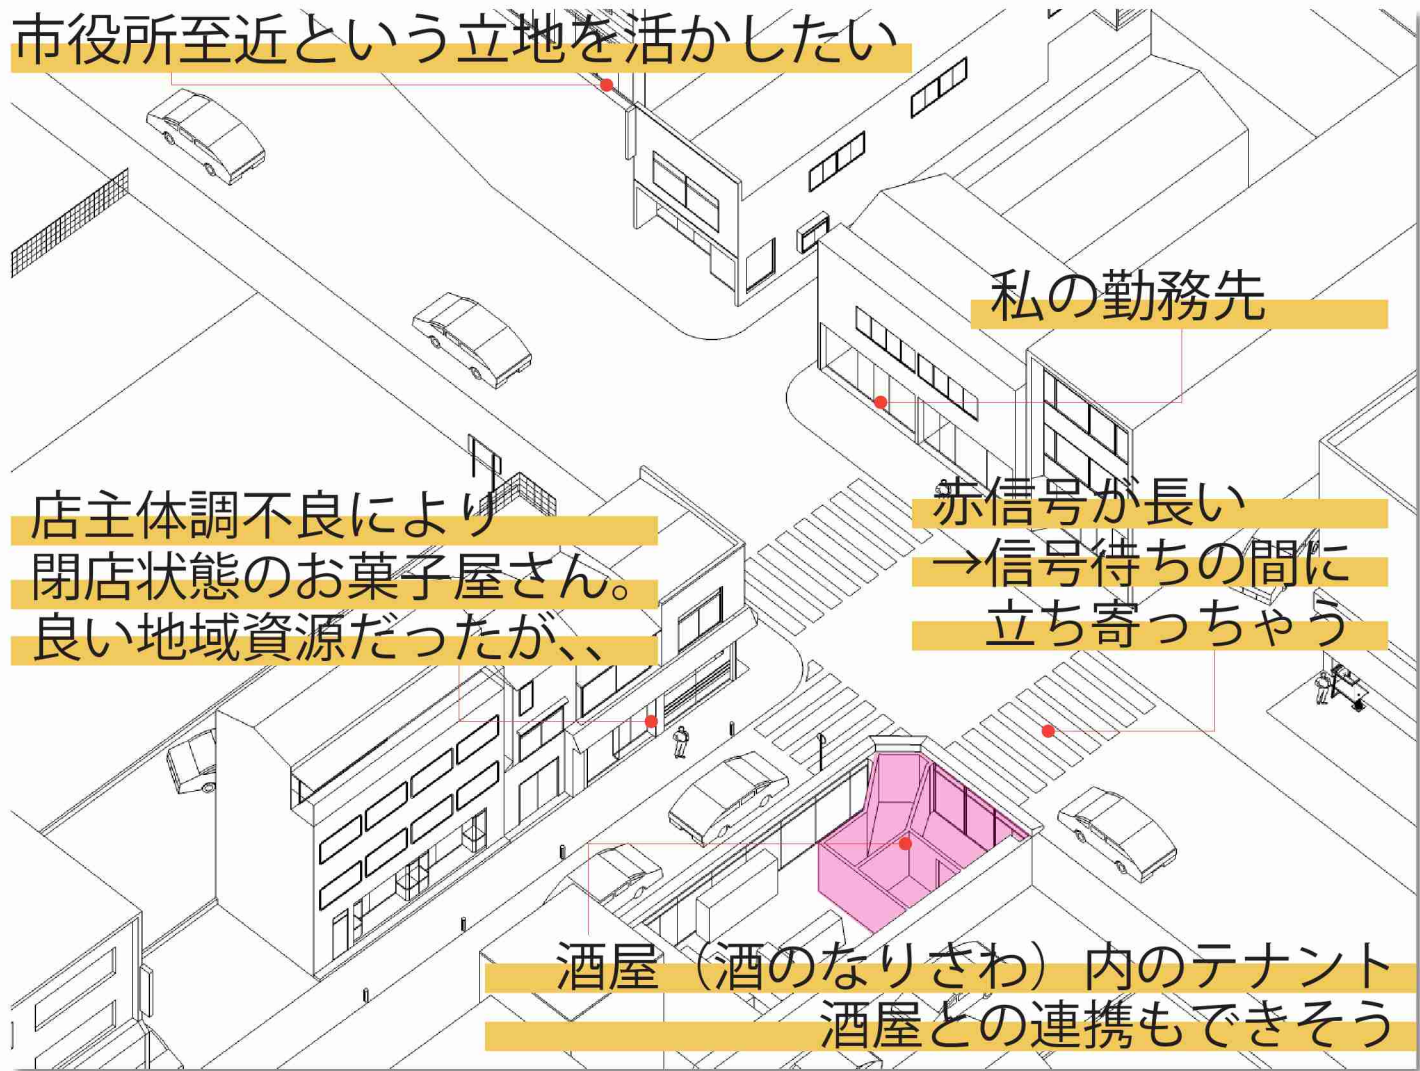 市役所至近という立地を活かしたい
私の勤務先
店主体調不良により
閉店状態のお菓子屋さん。
良い地域資源だったが、、
赤信号が長い
→信号待ちの間に
立ち寄っちゃう
酒屋（酒のなりさわ）内のテナント
酒屋との連携もできそう